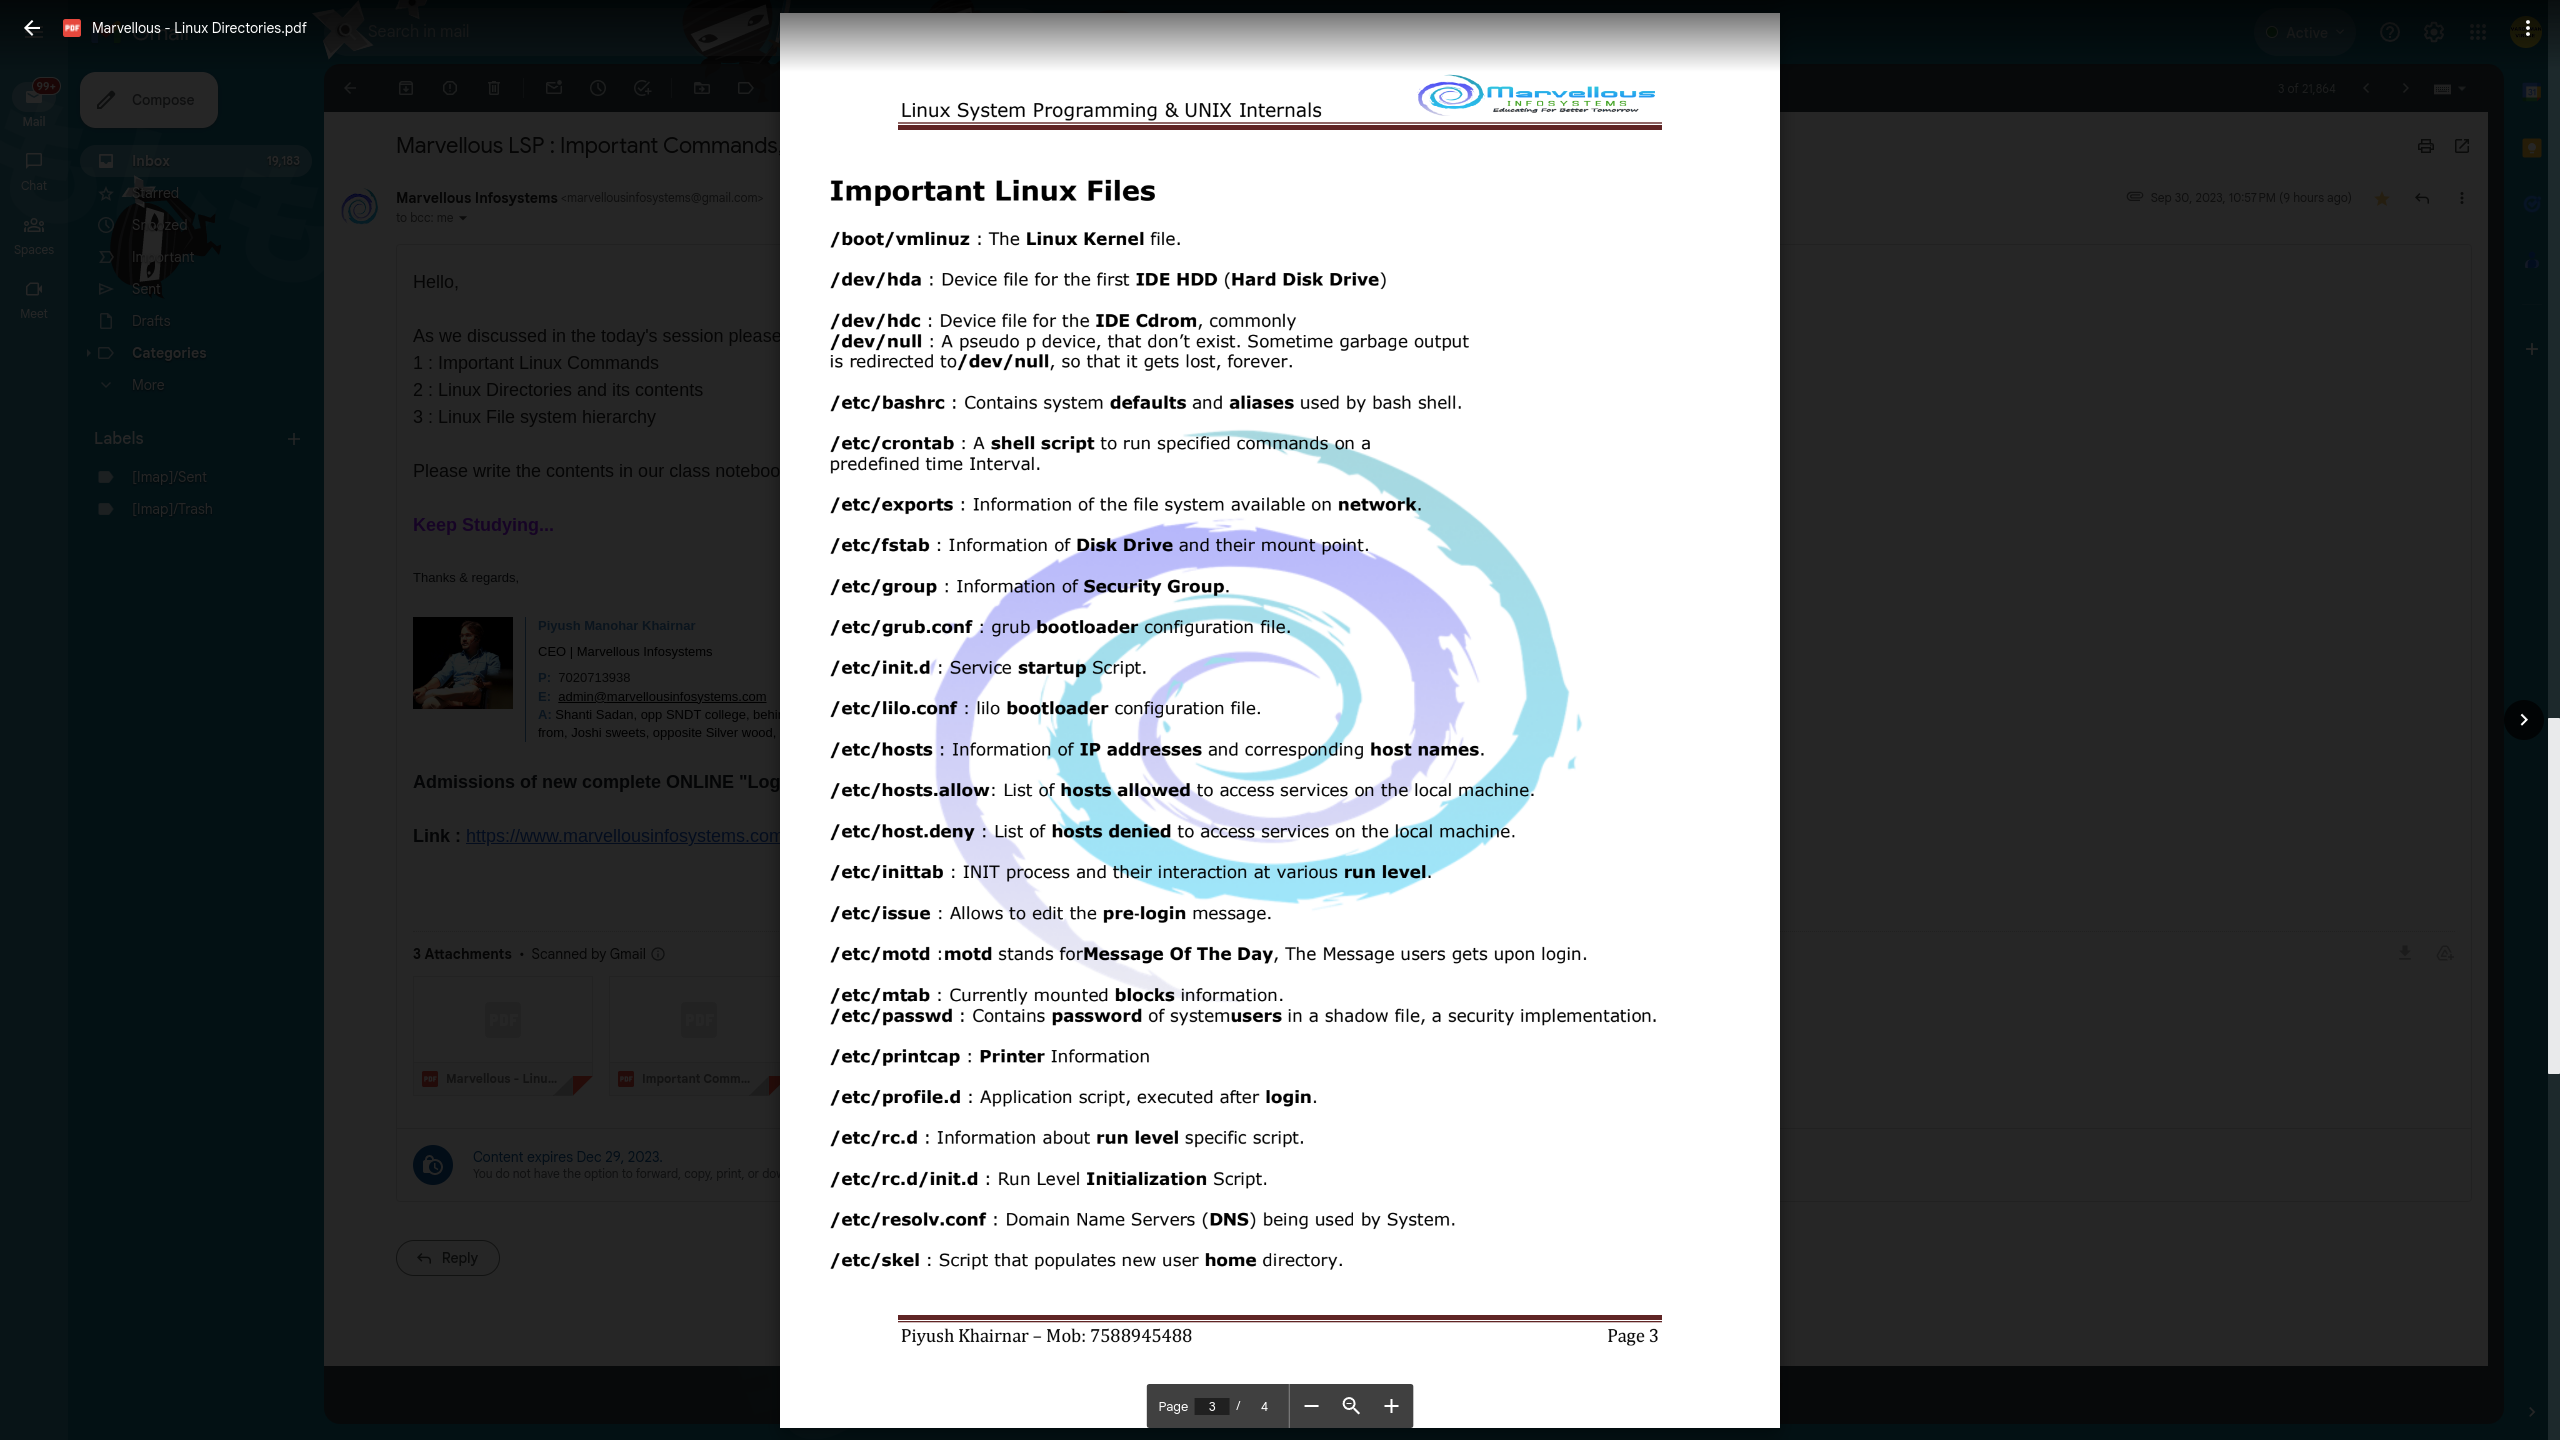 Marvellous - Linux Directories.pdf
Search in mail
Active
99+
Mail
Compose
3 of 21,864
Chat
Inbox 19,183
Starred
Snoozed
Spaces
Important
Sent
Meet
Drafts
Categories
More
Labels
[Imap]/Sent
[Imap]/Trash
Marvellous LSP : Important Commands
Marvellous Infosystems <marvellousinfosystems@gmail.com>
to bcc: me
Sep 30, 2023, 10:57 PM (9 hours ago)
Hello,
As we discussed in the today's session please
1 : Important Linux Commands
2 : Linux Directories and its contents
3 : Linux File system hierarchy
Please write the contents in our class
Keep Studying...
Thanks & regards,
Piyush Manohar Khairnar
CEO | Marvellous Infosystems
P: 7020713938
E: admin@marvellousinfosystems.com
A: Shanti Sadan, opp SNDT college,
from, Joshi sweets, opposite Silver wood,
Admissions of new complete ONLINE
Link : https://www.marvellousinfosystems.com
3 Attachments • Scanned by Gmail
PDF
PDF
Marvellous - Linu...
Important Comm...
Content expires Dec 29, 2023.
You do not have the option to forward, copy, print, or
Reply
Linux System Programming & UNIX Internals
Marvellous
INFOSYSTEMS
Educating For Better Tomorrow
Important Linux Files
/boot/vmlinuz : The Linux Kernel file.
/dev/hda : Device file for the first IDE HDD (Hard Disk Drive)
/dev/hdc : Device file for the IDE Cdrom, commonly
/dev/null : A pseudo p device, that don’t exist. Sometime garbage output
is redirected to/dev/null, so that it gets lost, forever.
/etc/bashrc : Contains system defaults and aliases used by bash shell.
/etc/crontab : A shell script to run specified commands on a
predefined time Interval.
/etc/exports : Information of the file system available on network.
/etc/fstab : Information of Disk Drive and their mount point.
/etc/group : Information of Security Group.
/etc/grub.conf : grub bootloader configuration file.
/etc/init.d : Service startup Script.
/etc/lilo.conf : lilo bootloader configuration file.
/etc/hosts : Information of IP addresses and corresponding host names.
/etc/hosts.allow: List of hosts allowed to access services on the local machine.
/etc/host.deny : List of hosts denied to access services on the local machine.
/etc/inittab : INIT process and their interaction at various run level.
/etc/issue : Allows to edit the pre-login message.
/etc/motd :motd stands forMessage Of The Day, The Message users gets upon login.
/etc/mtab : Currently mounted blocks information.
/etc/passwd : Contains password of systemusers in a shadow file, a security implementation.
/etc/printcap : Printer Information
/etc/profile.d : Application script, executed after login.
/etc/rc.d : Information about run level specific script.
/etc/rc.d/init.d : Run Level Initialization Script.
/etc/resolv.conf : Domain Name Servers (DNS) being used by System.
/etc/skel : Script that populates new user home directory.
Piyush Khairnar – Mob: 7588945488 Page 3
Page 3 / 4